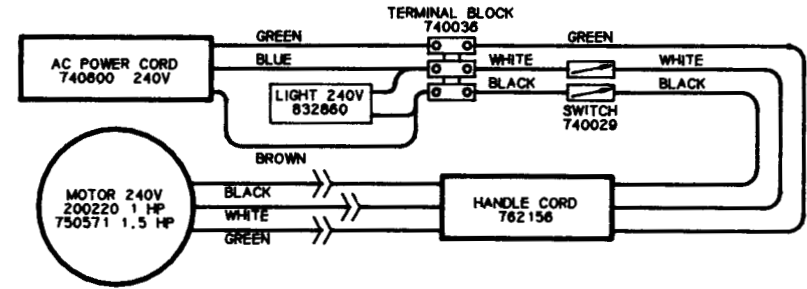 TERMINAL BLOCK
740036
GREEN
GREEN
AC POWER CORD
740600 240V
BLUE
WHITE
WHITE
LIGHT 240V
832860
BLACK
BLACK
SWITCH
740029
BROWN
MOTOR 240V
200220 1 HP
750571 1.5 HP
BLACK
WHITE
GREEN
HANDLE CORD
762156